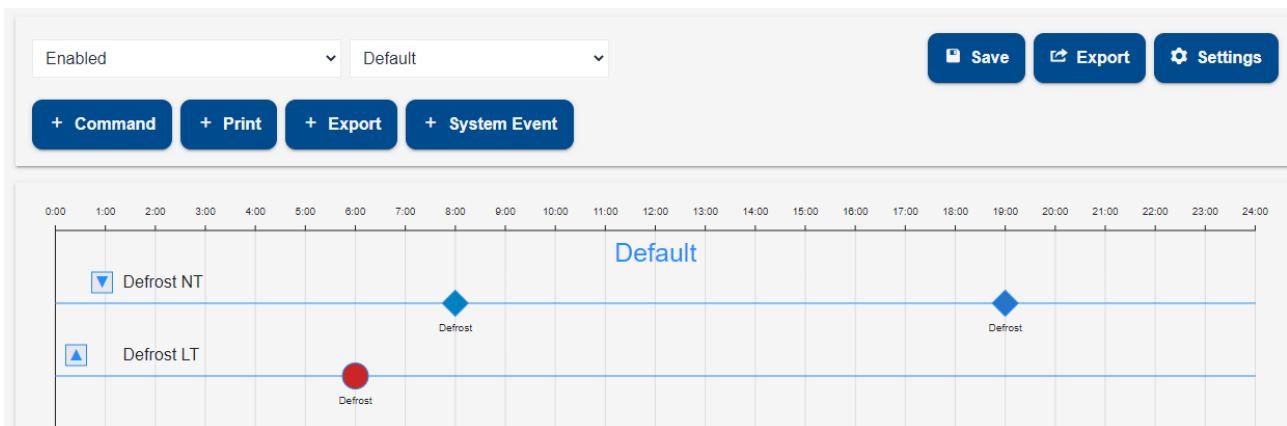 Enabled Default Save Export Settings
+ Command + Print + Export + System Event
0:00 1:00 2:00 3:00 4:00 5:00 6:00 7:00 8:00 9:00 10:00 11:00 12:00 13:00 14:00 15:00 16:00 17:00 18:00 19:00 20:00 21:00 22:00 23:00 24:00
Default
Defrost NT
Defrost Defrost
Defrost LT
Defrost